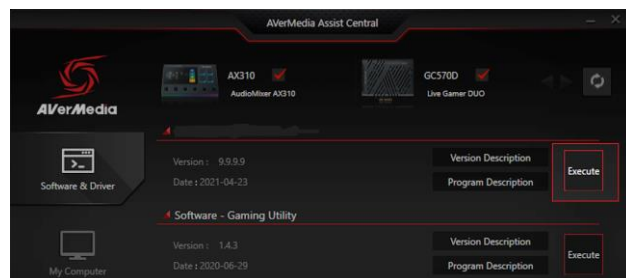 AVerMedia Assist Central
AX310
AudioMixer AX310
GC570D
Live Gamer DUO
AVerMedia
Software & Driver
Version : 9.9.9.9
Date : 2021-04-23
Version Description
Program Description
Execute
Software - Gaming Utility
Version : 1.4.3
Date : 2020-06-29
Version Description
Program Description
Execute
My Computer